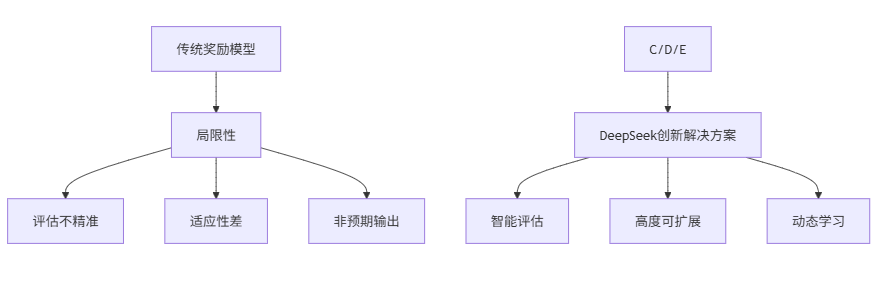 传统奖励模型
C/D/E
局限性
DeepSeek创新解决方案
评估不精准
适应性差
非预期输出
智能评估
高度可扩展
动态学习